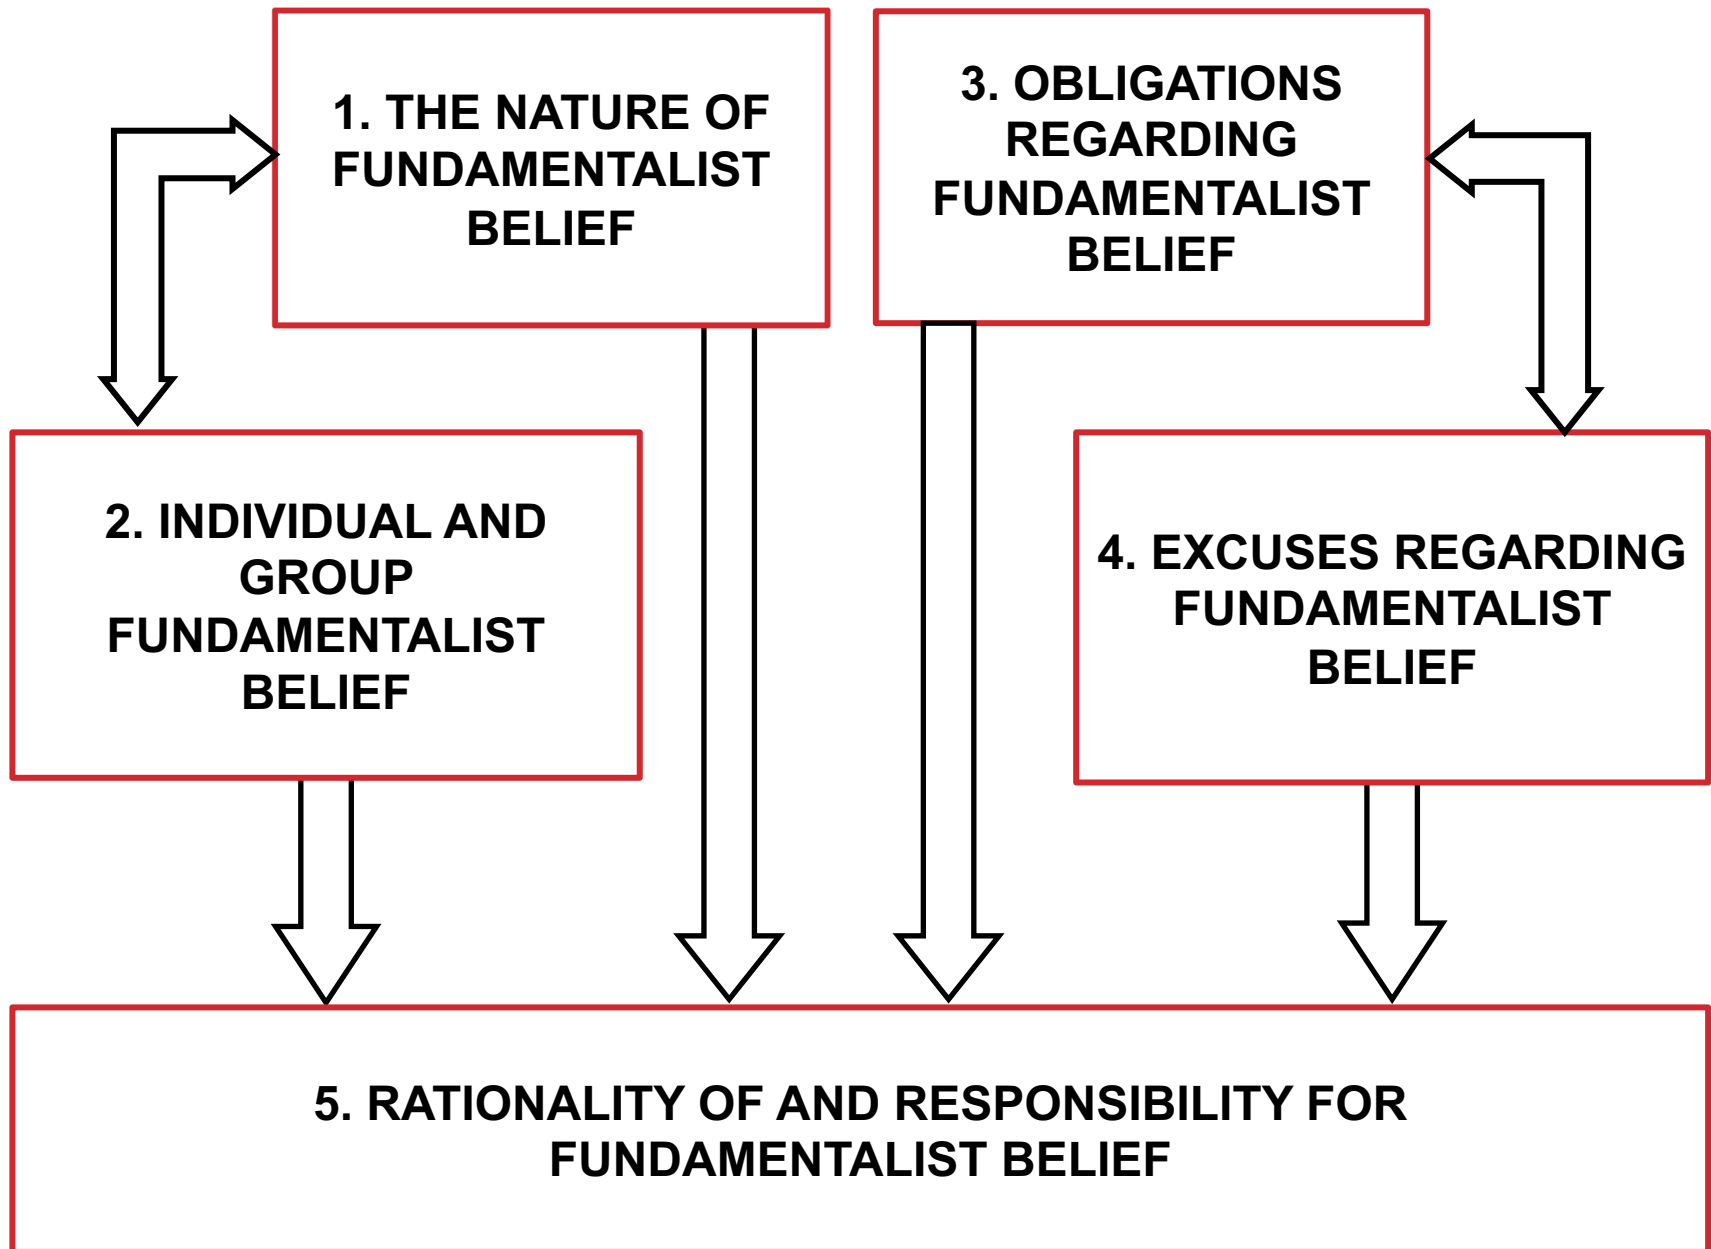 1. THE NATURE OF
FUNDAMENTALIST
BELIEF
3. OBLIGATIONS
REGARDING
FUNDAMENTALIST
BELIEF
2. INDIVIDUAL AND
GROUP
FUNDAMENTALIST
BELIEF
4. EXCUSES REGARDING
FUNDAMENTALIST
BELIEF
5. RATIONALITY OF AND RESPONSIBILITY FOR
FUNDAMENTALIST BELIEF